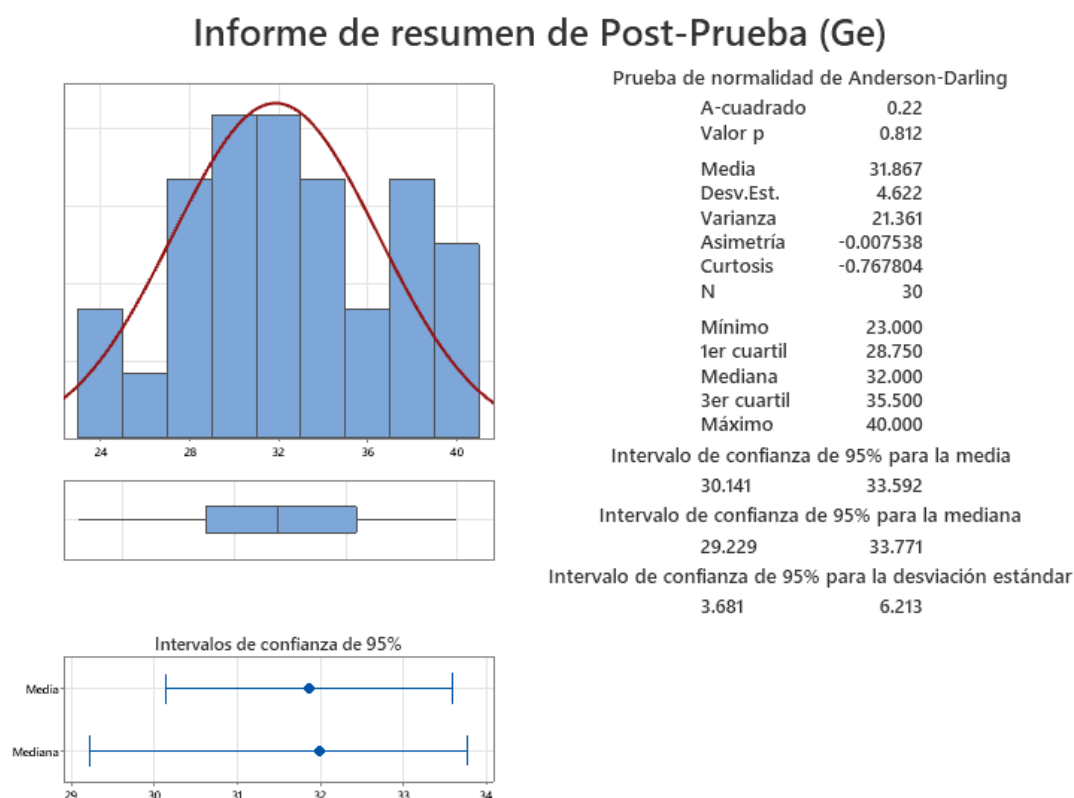 Informe de resumen de Post-Prueba (Ge)
Prueba de normalidad de Anderson-Darling
A-cuadrado 0.22
Valor p 0.812
Media 31.867
Desv.Est. 4.622
Varianza 21.361
Asimetría -0.007538
Curtosis -0.767804
N 30
Mínimo 23.000
1er cuartil 28.750
Mediana 32.000
3er cuartil 35.500
Máximo 40.000
Intervalo de confianza de 95% para la media
30.141 33.592
Intervalo de confianza de 95% para la mediana
29.229 33.771
Intervalo de confianza de 95% para la desviación estándar
3.681 6.213
24 28 32 36 40
Intervalos de confianza de 95%
Media
Mediana
29 30 31 32 33 34